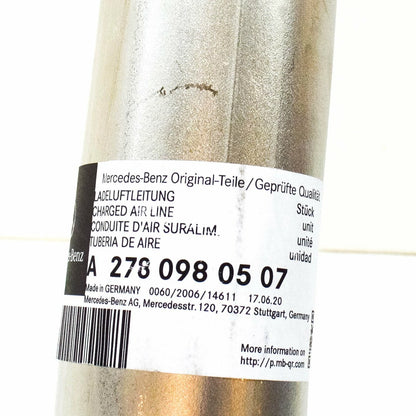 Mercedes-Benz Original-Teile/Geprüfte Qualität
LADELUFTLEITUNG
CHARGED AIR LINE
CONDUITE D'AIR SURALIM.
TUBERIA DE AIRE
Stück
unit
unité
unidad
A 278 098 05 07
Made in GERMANY 0060/2006/14611 17.06.20
Mercedes-Benz AG, Mercedesstr. 120, 70372 Stuttgart, Germany
More information on
http://p.mb-qr.com/